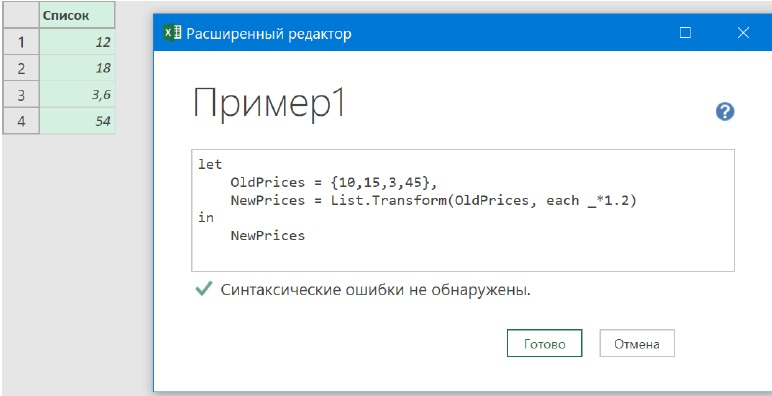 Список
1 12
2 18
3 3,6
4 54
Расширенный редактор
Пример1
let
OldPrices = {10,15,3,45},
NewPrices = List.Transform(OldPrices, each _*1.2)
in
NewPrices
Синтаксические ошибки не обнаружены.
Готово Отмена